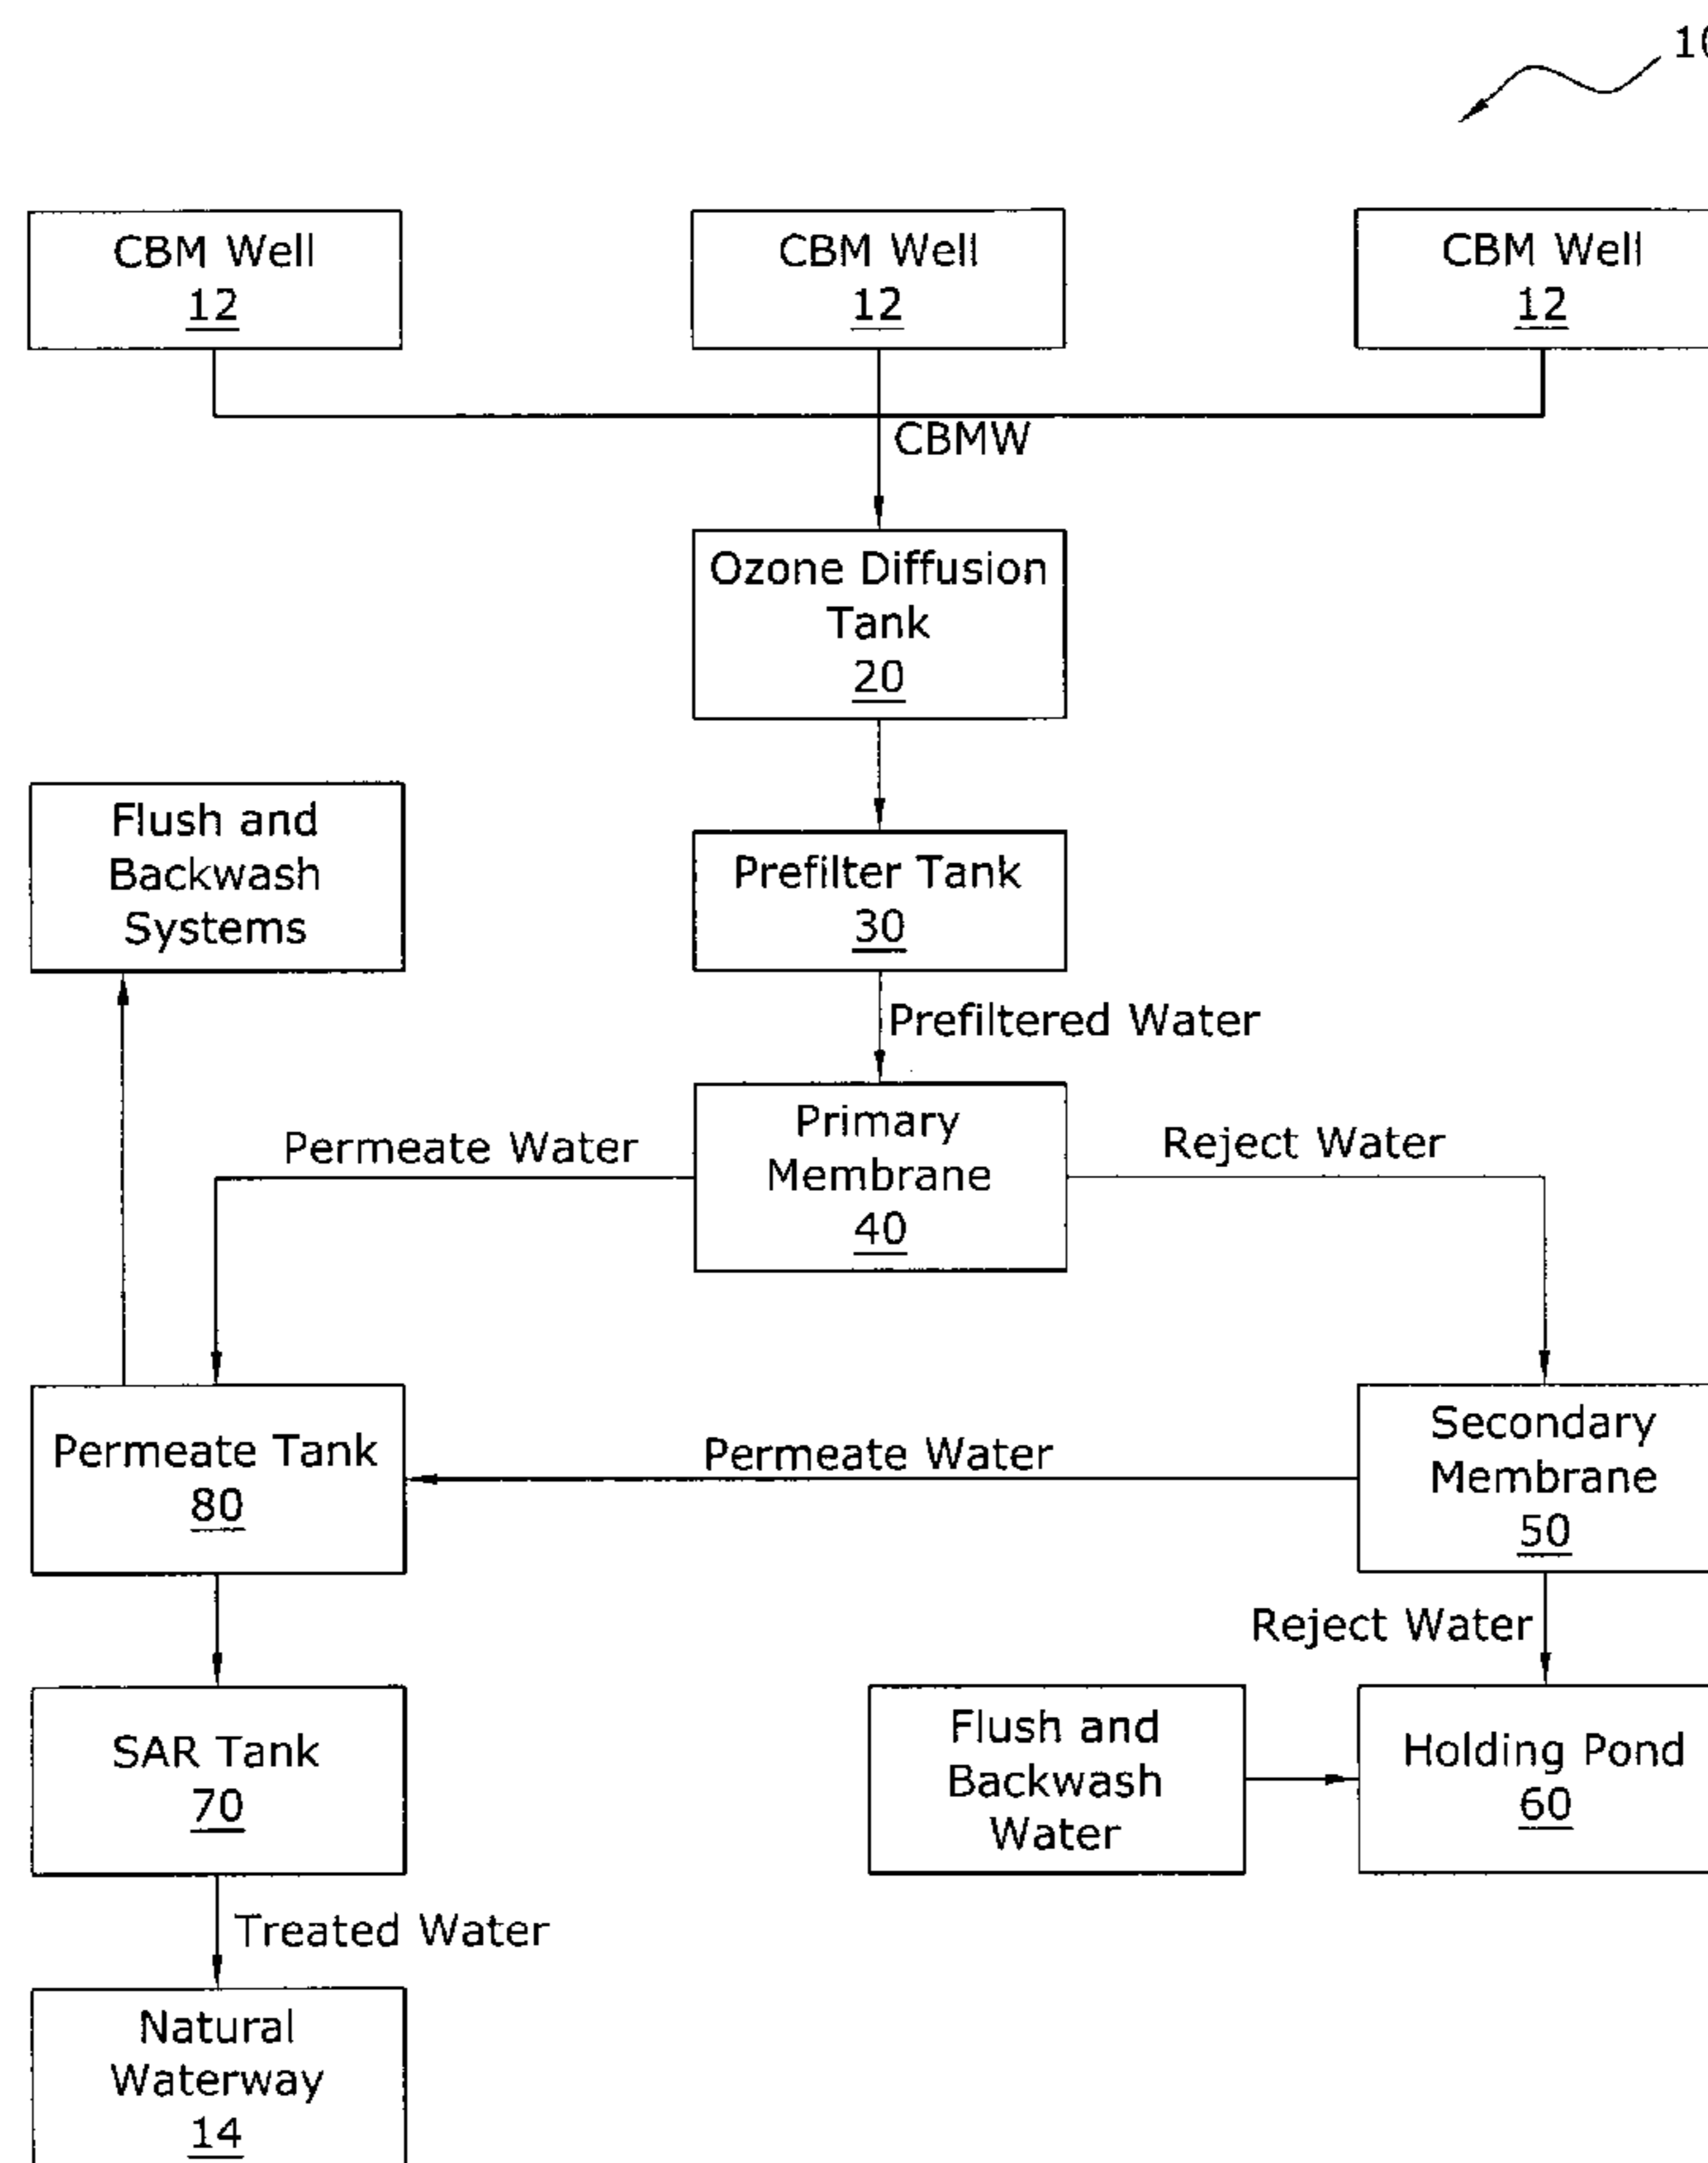 10
CBM Well
12
CBM Well
12
CBM Well
12
CBMW
Ozone Diffusion
Tank
20
Flush and
Backwash
Systems
Prefilter Tank
30
Prefiltered Water
Primary
Membrane
40
Permeate Water
Reject Water
Permeate Tank
80
Permeate Water
Secondary
Membrane
50
Reject Water
SAR Tank
70
Flush and
Backwash
Water
Holding Pond
60
Treated Water
Natural
Waterway
14